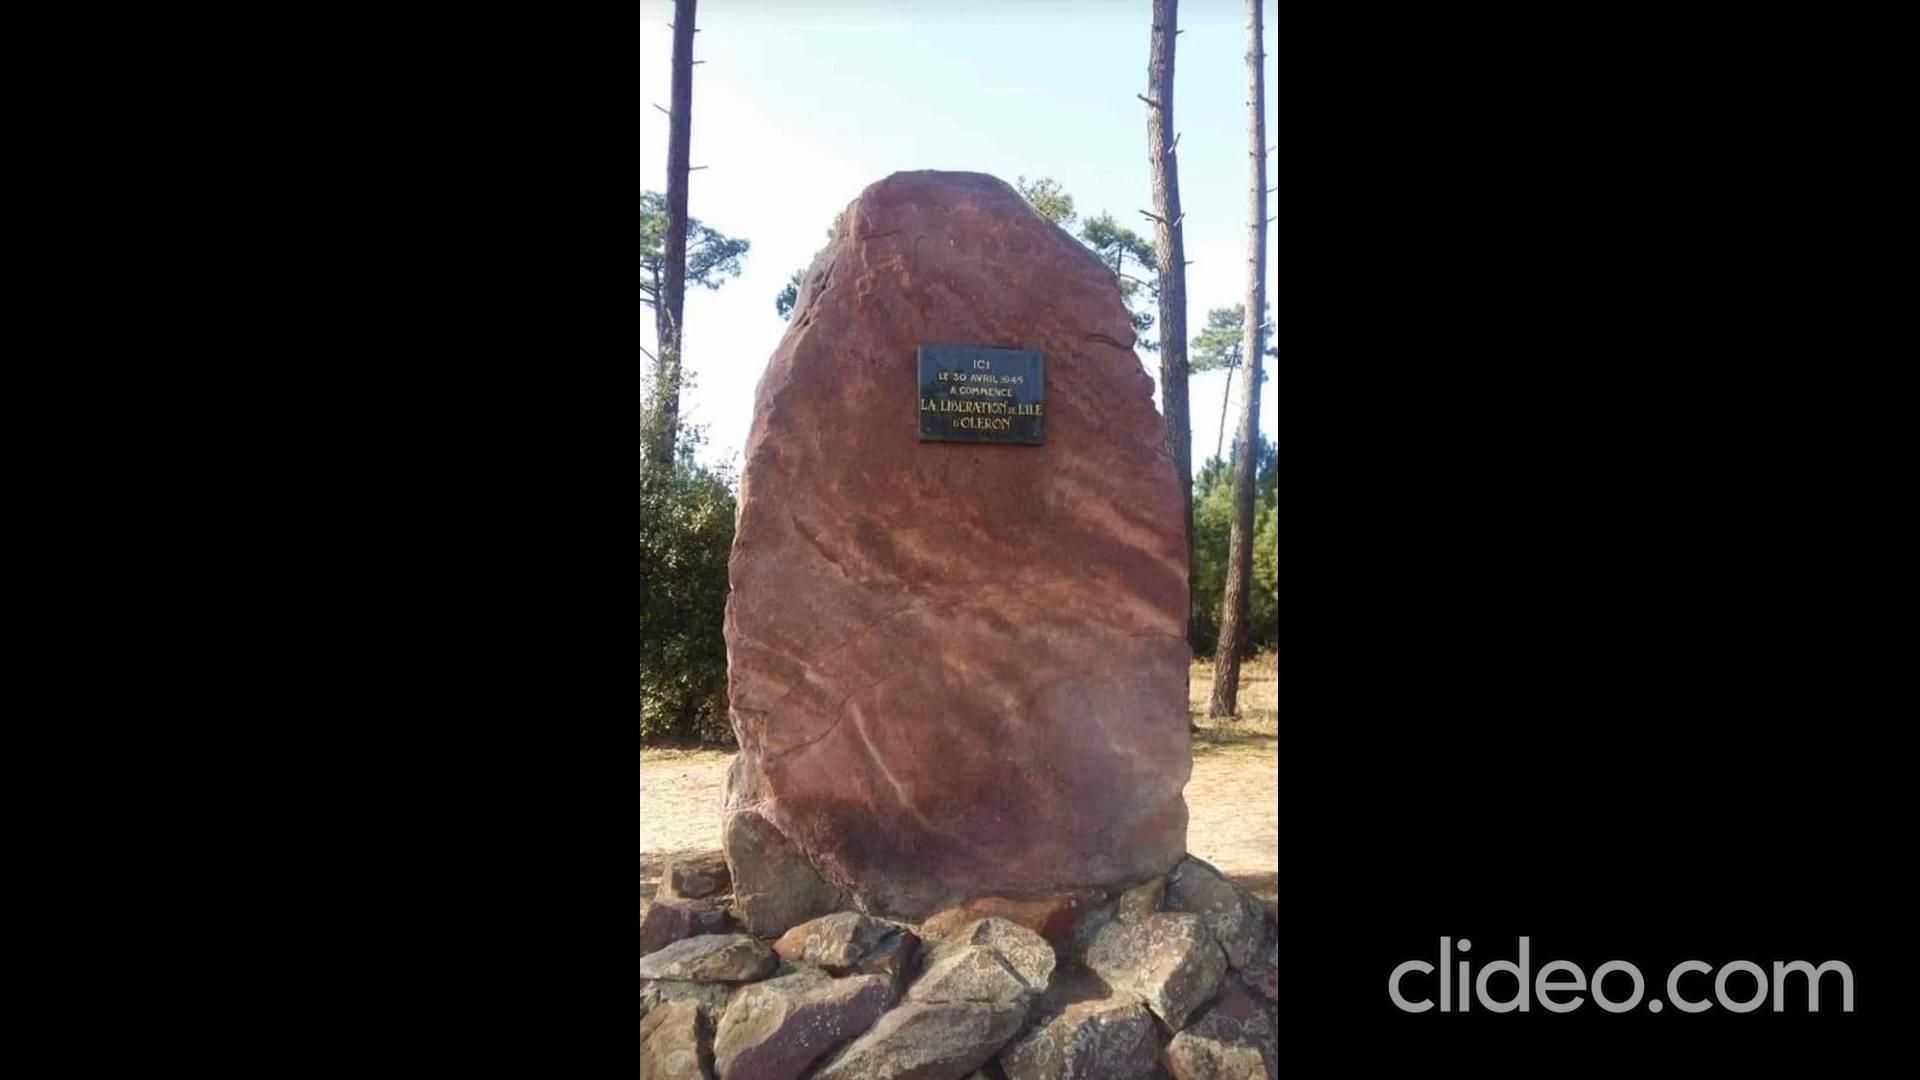 ICI
LE 30 AVRIL 1945
A COMMENCE
LA LIBERATION DE L'ILE
D'OLERON
clideo.com